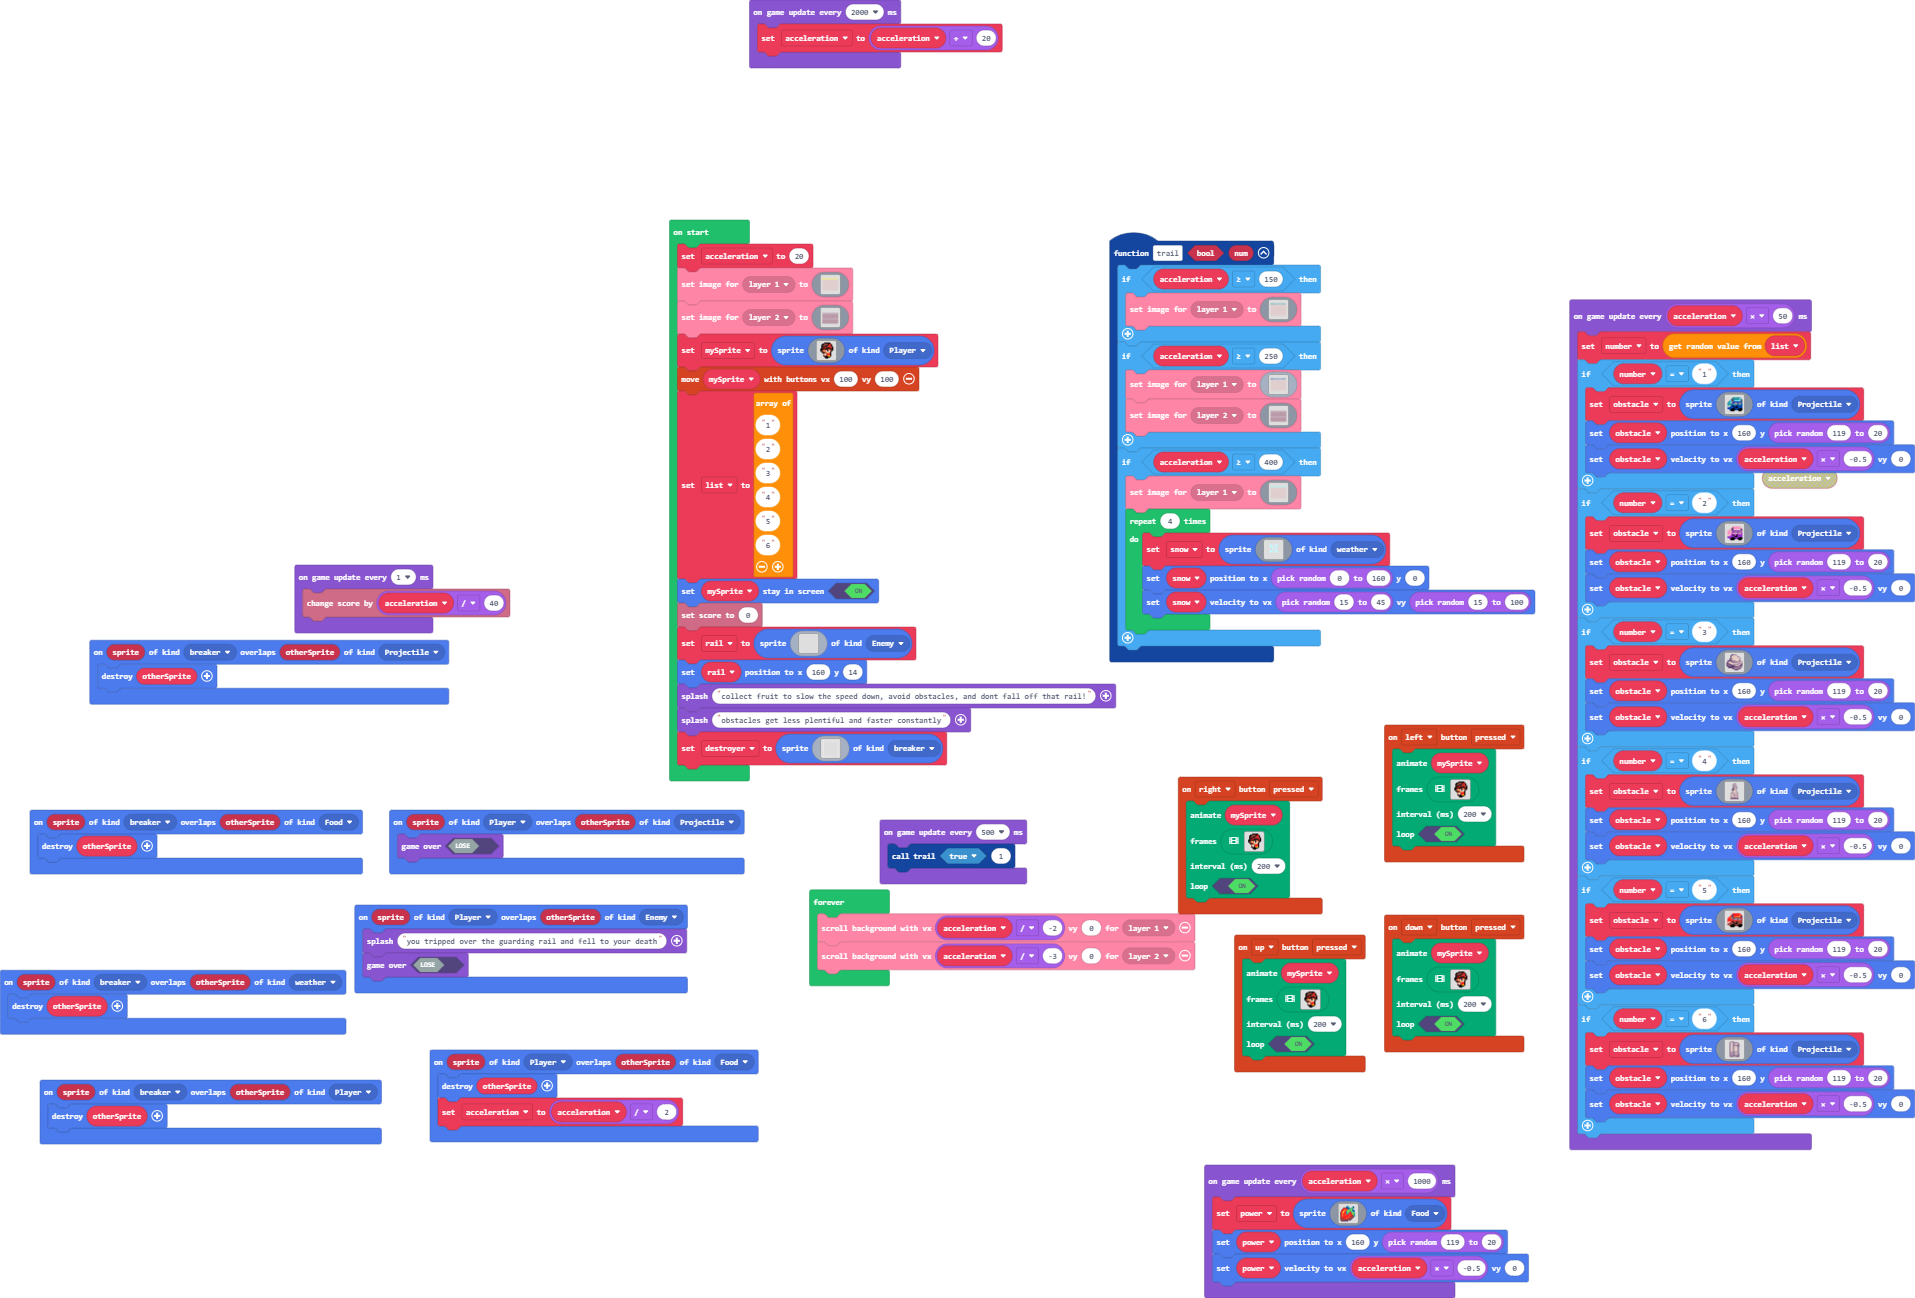 on game update every 2000 ms
set acceleration to acceleration + 20
on start
set acceleration to 20
set image for layer 1 to
set image for layer 2 to
set mySprite to sprite of kind Player
move mySprite with buttons vx 100 vy 100
set list to array of "1" "2" "3" "4" "5" "6"
set mySprite stay in screen ON
set score to 0
set rail to sprite of kind Enemy
set rail position to x 160 y 14
splash "collect fruit to slow the speed down, avoid obstacles, and dont fall off that rail!"
splash "obstacles get less plentiful and faster constantly"
set destroyer to sprite of kind breaker
function trail bool num
if acceleration ≥ 150 then
set image for layer 1 to
if acceleration ≥ 250 then
set image for layer 1 to
set image for layer 2 to
if acceleration ≥ 400 then
set image for layer 1 to
repeat 4 times
do
set snow to sprite of kind weather
set snow position to x pick random 0 to 160 y 0
set snow velocity to vx pick random 15 to 45 vy pick random 15 to 100
on game update every acceleration × 50 ms
set number to get random value from list
if number = "1" then
set obstacle to sprite of kind Projectile
set obstacle position to x 160 y pick random 119 to 20
set obstacle velocity to vx acceleration × -0.5 vy 0
acceleration
if number = "2" then
set obstacle to sprite of kind Projectile
set obstacle position to x 160 y pick random 119 to 20
set obstacle velocity to vx acceleration × -0.5 vy 0
if number = "3" then
set obstacle to sprite of kind Projectile
set obstacle position to x 160 y pick random 119 to 20
set obstacle velocity to vx acceleration × -0.5 vy 0
if number = "4" then
set obstacle to sprite of kind Projectile
set obstacle position to x 160 y pick random 119 to 20
set obstacle velocity to vx acceleration × -0.5 vy 0
if number = "5" then
set obstacle to sprite of kind Projectile
set obstacle position to x 160 y pick random 119 to 20
set obstacle velocity to vx acceleration × -0.5 vy 0
if number = "6" then
set obstacle to sprite of kind Projectile
set obstacle position to x 160 y pick random 119 to 20
set obstacle velocity to vx acceleration × -0.5 vy 0
on game update every 1 ms
change score by acceleration / 40
on sprite of kind breaker overlaps otherSprite of kind Projectile
destroy otherSprite
on sprite of kind breaker overlaps otherSprite of kind Food
destroy otherSprite
on sprite of kind Player overlaps otherSprite of kind Projectile
game over LOSE
on sprite of kind Player overlaps otherSprite of kind Enemy
splash "you tripped over the guarding rail and fell to your death"
game over LOSE
on sprite of kind breaker overlaps otherSprite of kind weather
destroy otherSprite
on sprite of kind breaker overlaps otherSprite of kind Player
destroy otherSprite
on sprite of kind Player overlaps otherSprite of kind Food
destroy otherSprite
set acceleration to acceleration / 2
on game update every 500 ms
call trail true 1
forever
scroll background with vx acceleration / -2 vy 0 for layer 1
scroll background with vx acceleration / -3 vy 0 for layer 2
on right button pressed
animate mySprite
frames
interval (ms) 200
loop ON
on left button pressed
animate mySprite
frames
interval (ms) 200
loop ON
on up button pressed
animate mySprite
frames
interval (ms) 200
loop ON
on down button pressed
animate mySprite
frames
interval (ms) 200
loop ON
on game update every acceleration × 1000 ms
set power to sprite of kind Food
set power position to x 160 y pick random 119 to 20
set power velocity to vx acceleration × -0.5 vy 0